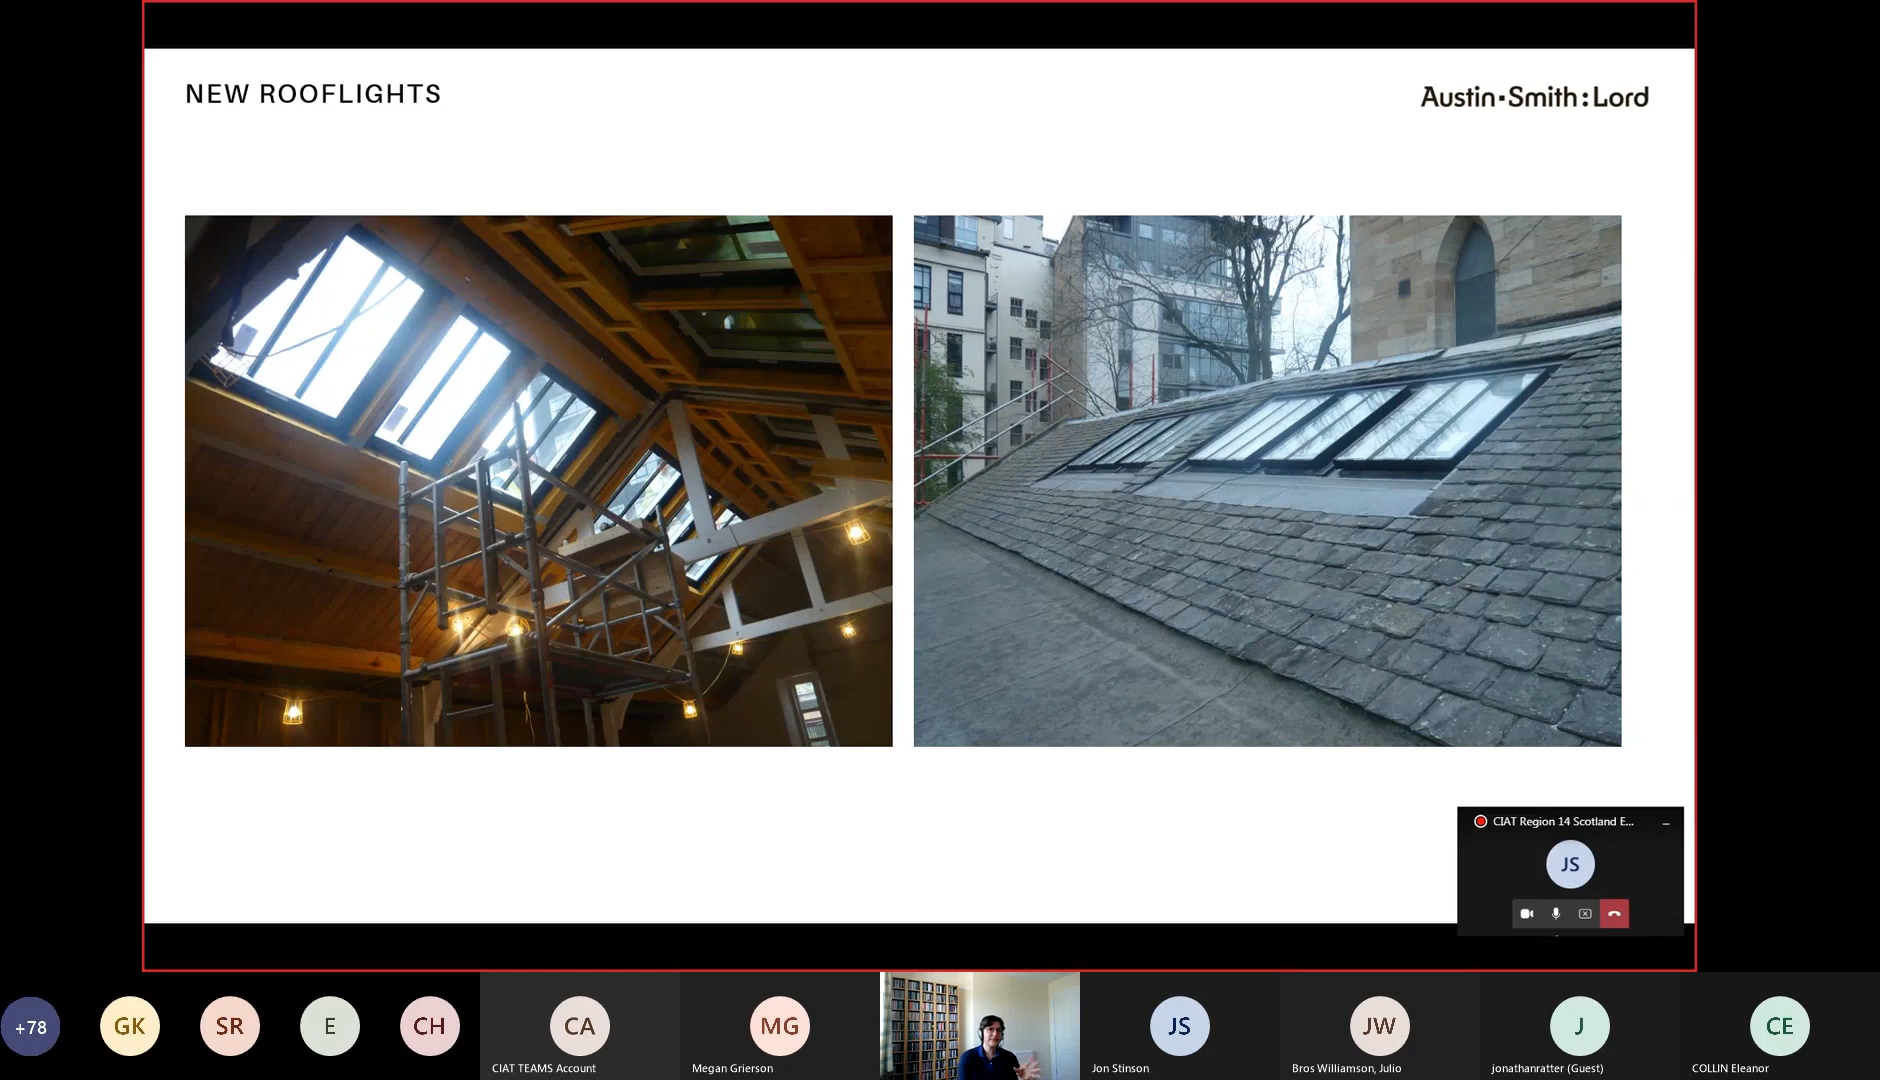 NEW ROOFLIGHTS
Austin·Smith:Lord
CIAT Region 14 Scotland E...
JS
+78
GK
SR
E
CH
CA
CIAT TEAMS Account
MG
Megan Grierson
JS
Jon Stinson
JW
Bros Williamson, Julio
J
jonathanratter (Guest)
CE
COLLIN Eleanor